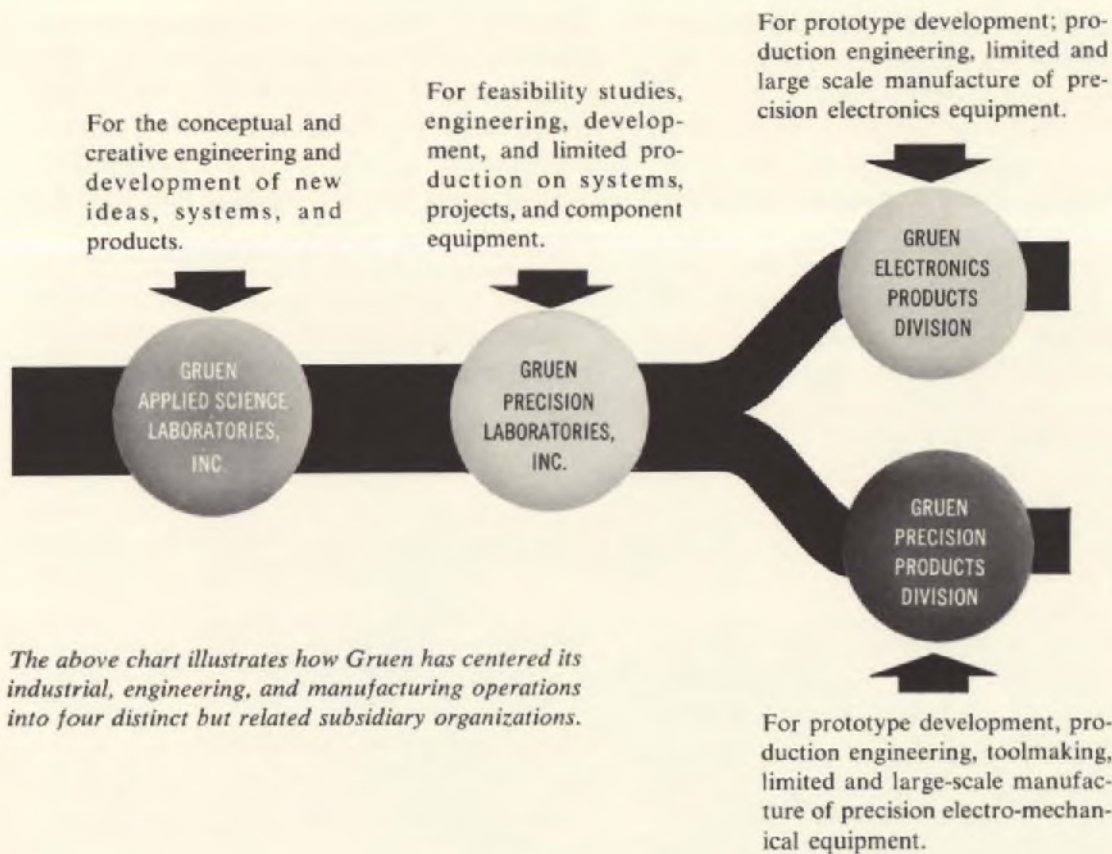 For the conceptual and
creative engineering and
development of new
ideas, systems, and
products.
For feasibility studies,
engineering, develop-
ment, and limited pro-
duction on systems,
projects, and component
equipment.
For prototype development; pro-
duction engineering, limited and
large scale manufacture of pre-
cision electronics equipment.
GRUEN
APPLIED SCIENCE
LABORATORIES,
INC.
GRUEN
PRECISION
LABORATORIES,
INC.
GRUEN
ELECTRONICS
PRODUCTS
DIVISION
GRUEN
PRECISION
PRODUCTS
DIVISION
The above chart illustrates how Gruen has centered its
industrial, engineering, and manufacturing operations
into four distinct but related subsidiary organizations.
For prototype development, pro-
duction engineering, toolmaking,
limited and large-scale manufac-
ture of precision electro-mechan-
ical equipment.